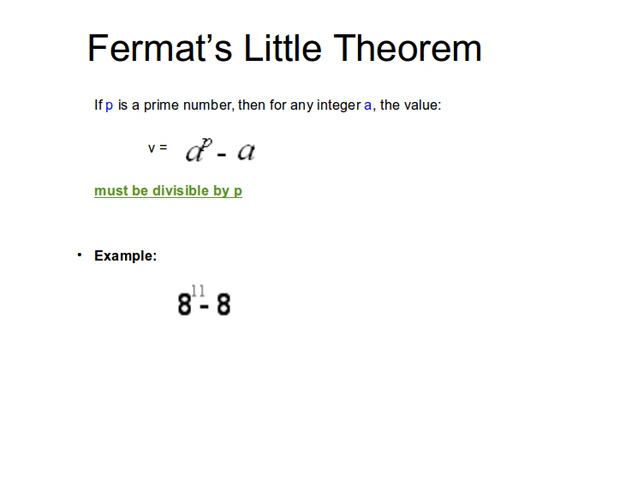 Fermat's Little Theorem
If p is a prime number, then for any integer a, the value:
v = a^p - a
must be divisible by p
• Example:
8^11 - 8